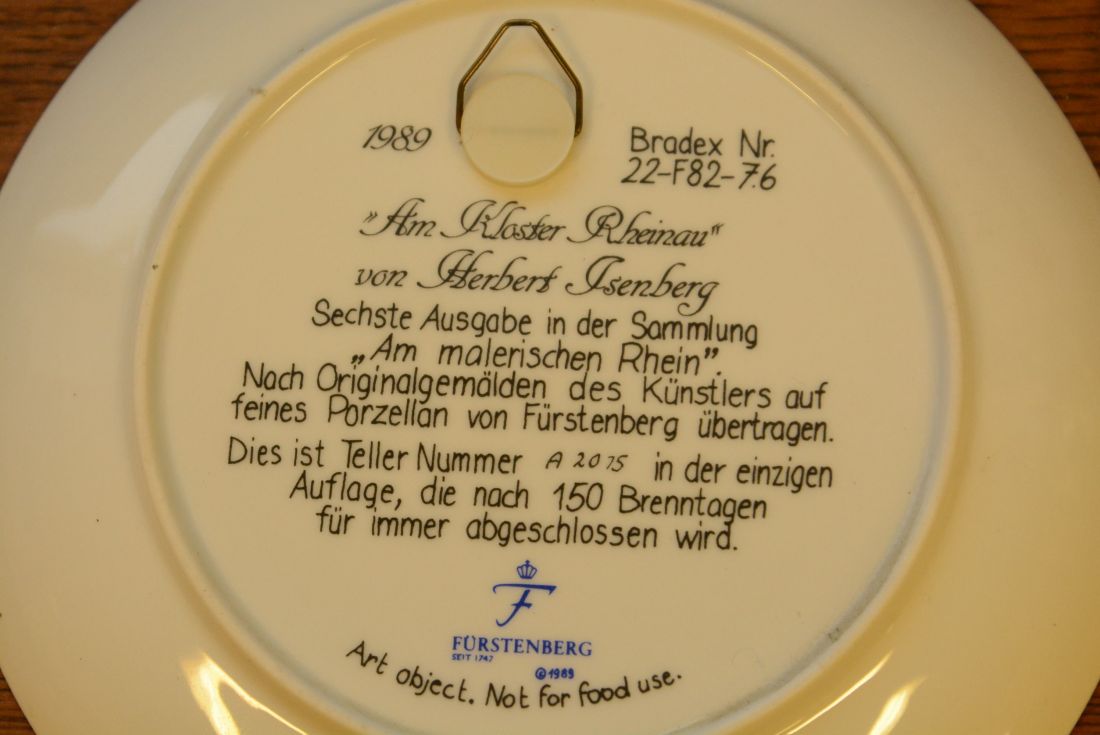 1989
Bradex Nr.
22-F82-7.6
„Am Kloster Rheinau“
von Herbert Isenberg
Sechste Ausgabe in der Sammlung
„Am malerischen Rhein”.
Nach Originalgemälden des Künstlers auf
feines Porzellan von Fürstenberg übertragen.
Dies ist Teller Nummer A 2015 in der einzigen
Auflage, die nach 150 Brenntagen
für immer abgeschlossen wird.
F
FÜRSTENBERG
SEIT 1747
©1989
Art object. Not for food use.